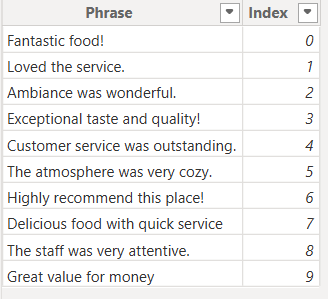 Phrase Index
Fantastic food! 0
Loved the service. 1
Ambiance was wonderful. 2
Exceptional taste and quality! 3
Customer service was outstanding. 4
The atmosphere was very cozy. 5
Highly recommend this place! 6
Delicious food with quick service 7
The staff was very attentive. 8
Great value for money 9